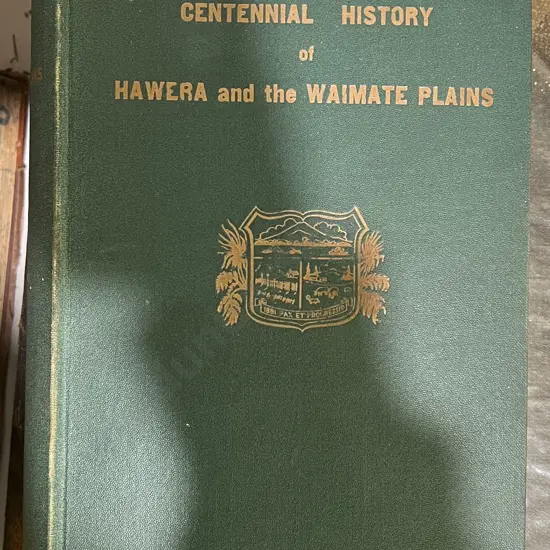 CENTENNIAL HISTORY
of
HAWERA and the WAIMATE PLAINS
1881 PAX ET PROGRESSIO